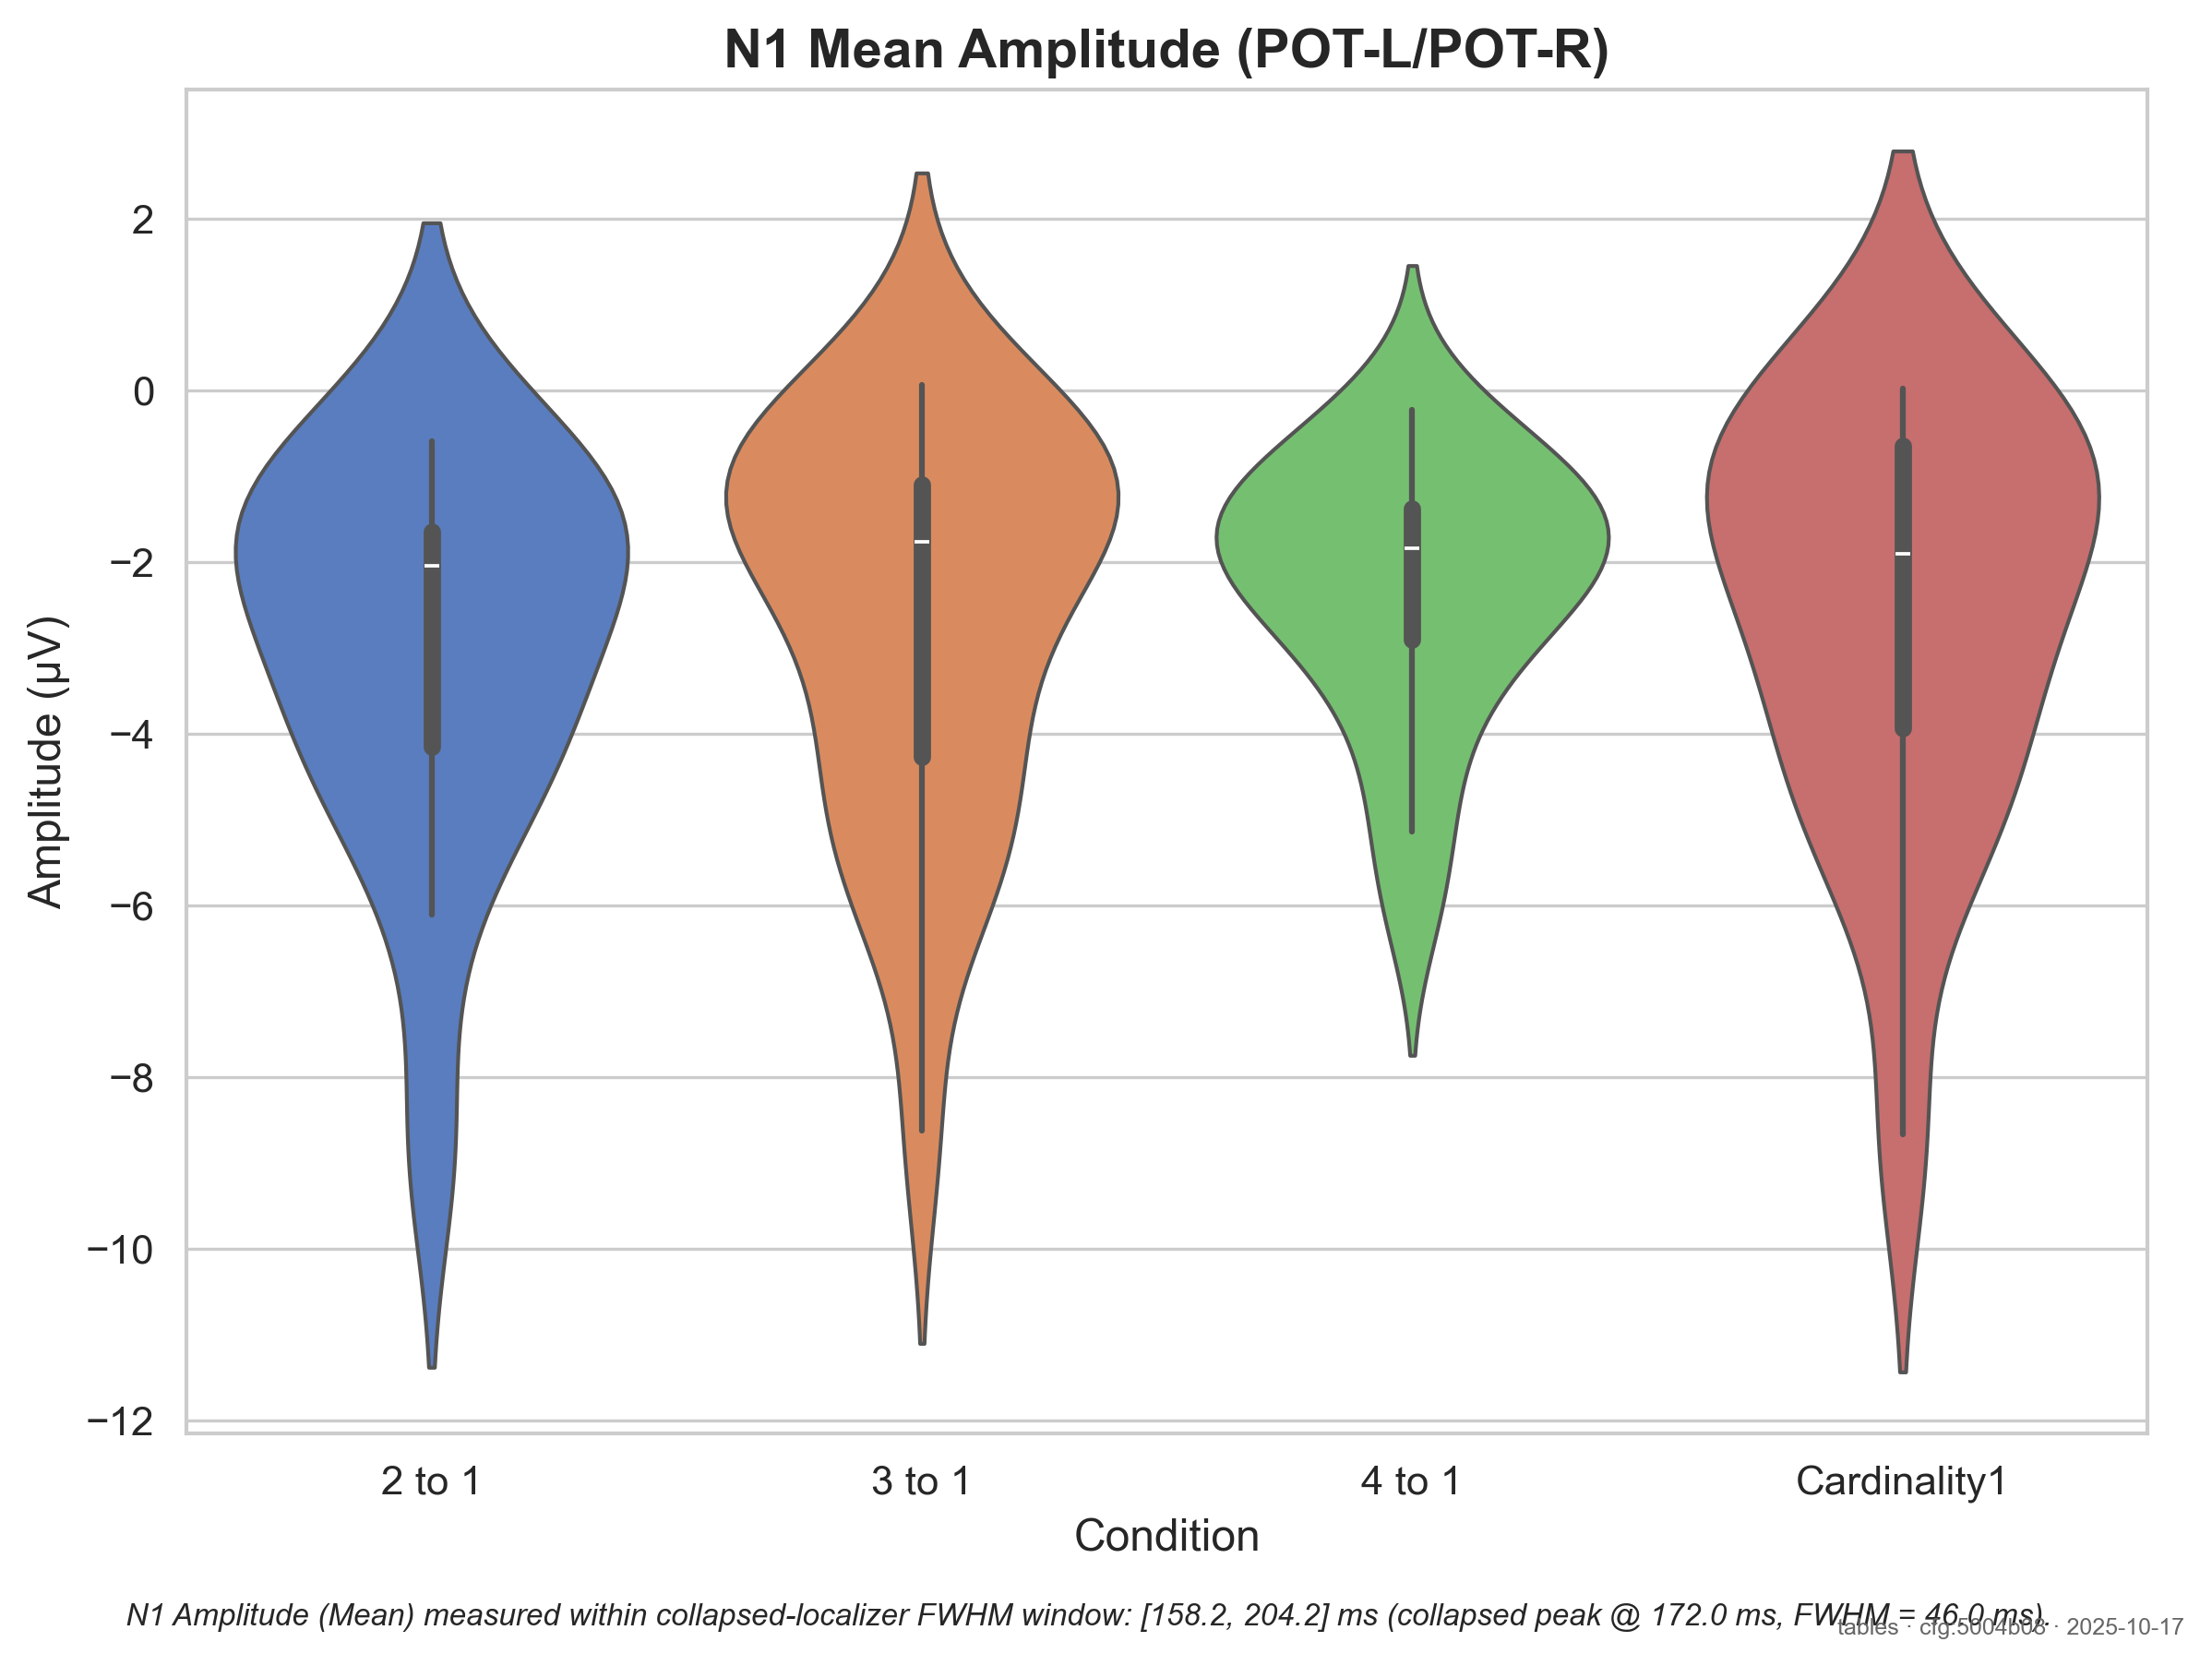 N1 Mean Amplitude (POT-L/POT-R)
Amplitude (µV)
2
0
−2
−4
−6
−8
−10
−12
2 to 1
3 to 1
4 to 1
Cardinality1
Condition
N1 Amplitude (Mean) measured within collapsed-localizer FWHM window: [158.2, 204.2] ms (collapsed peak @ 172.0 ms, FWHM = 46.0 ms).
tables · cfg:5004b08 · 2025-10-17